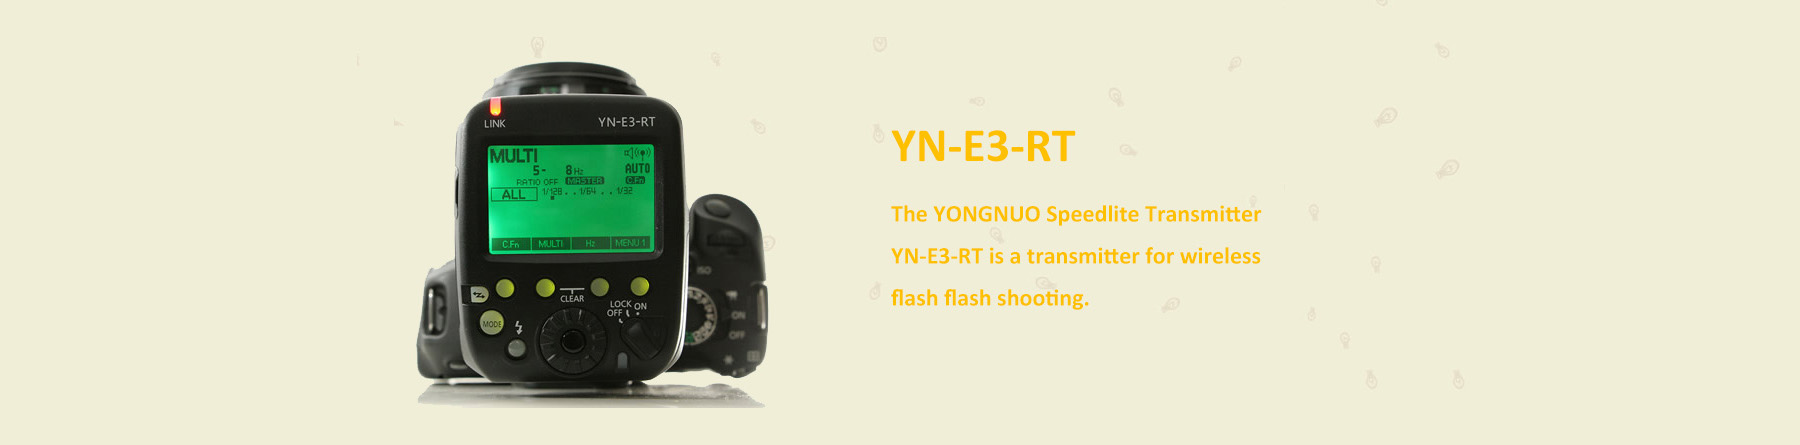 LINK YN-E3-RT
MULTI
5- 8 Hz AUTO
RATIO OFF MASTER C.Fn
ALL 1/128 . . 1/64 . . 1/32
C.Fn MULTI Hz MENU 1
CLEAR
LOCK ON
OFF
MODE
ISO
ON
OFF
YN-E3-RT
The YONGNUO Speedlite Transmitter
YN-E3-RT is a transmitter for wireless
flash flash shooting.